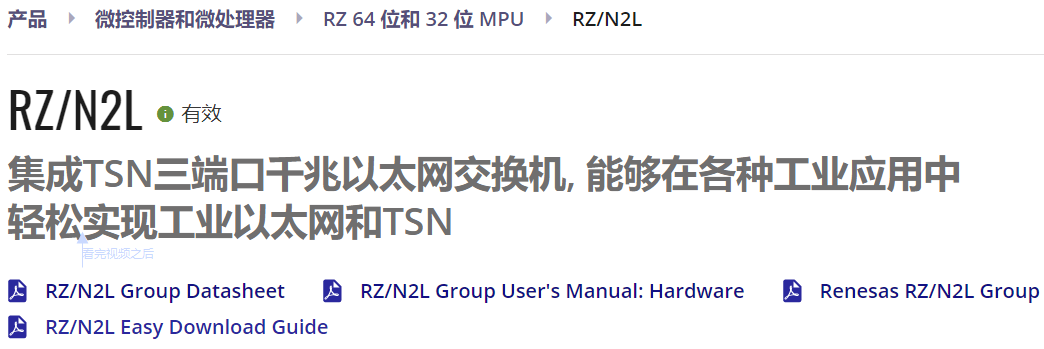 产品 微控制器和微处理器 RZ 64 位和 32 位 MPU RZ/N2L
RZ/N2L 有效
集成TSN三端口千兆以太网交换机, 能够在各种工业应用中
轻松实现工业以太网和TSN
看完视频之后
RZ/N2L Group Datasheet RZ/N2L Group User's Manual: Hardware Renesas RZ/N2L Group
RZ/N2L Easy Download Guide